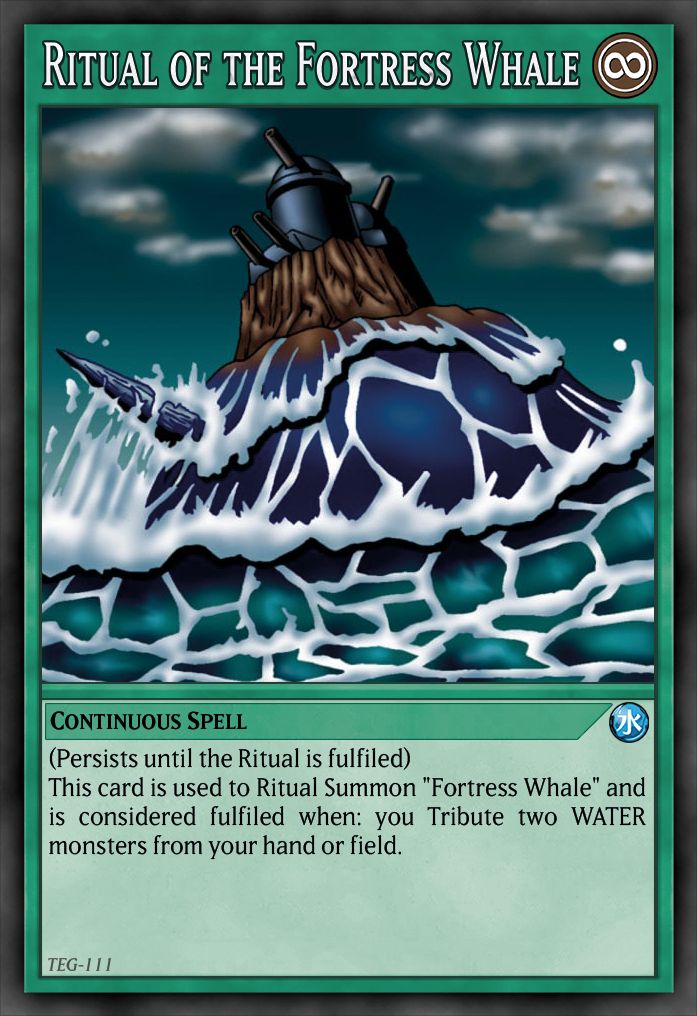 Ritual of the Fortress Whale
Continuous Spell
水
(Persists until the Ritual is fulfiled)
This card is used to Ritual Summon "Fortress Whale" and
is considered fulfiled when: you Tribute two WATER
monsters from your hand or field.
TEG-111